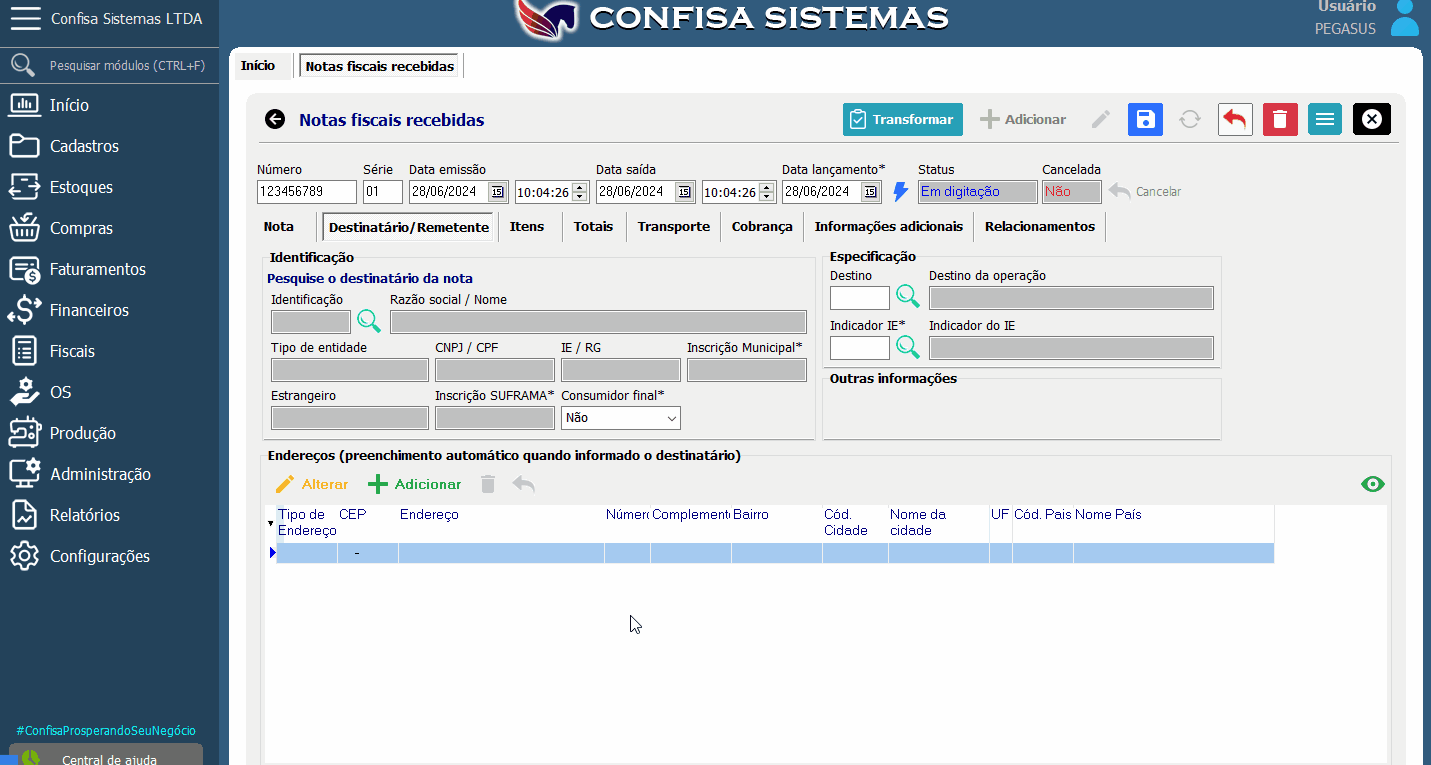 Confisa Sistemas LTDA
CONFISA SISTEMAS
Usuário
PEGASUS
Pesquisar módulos (CTRL+F)
Início
Cadastros
Estoques
Compras
Faturamentos
Financeiros
Fiscais
OS
Produção
Administração
Relatórios
Configurações
#ConfisaProsperandoSeuNegócio
Central de ajuda
Início Notas fiscais recebidas
Notas fiscais recebidas
Transformar Adicionar
Número Série Data emissão Data saída Data lançamento* Status Cancelada
123456789 01 28/06/2024 15 10:04:26 28/06/2024 15 10:04:26 28/06/2024 15 Em digitação Não Cancelar
Nota Destinatário/Remetente Itens Totais Transporte Cobrança Informações adicionais Relacionamentos
Identificação
Pesquise o destinatário da nota
Identificação Razão social / Nome
Tipo de entidade CNPJ / CPF IE / RG Inscrição Municipal*
Estrangeiro Inscrição SUFRAMA* Consumidor final*
Não
Especificação
Destino Destino da operação
Indicador IE* Indicador do IE
Outras informações
Endereços (preenchimento automático quando informado o destinatário)
Alterar Adicionar
Tipo de Endereço CEP Endereço Númer Complement Bairro Cód. Cidade Nome da cidade UF Cód. Pais Nome País
-